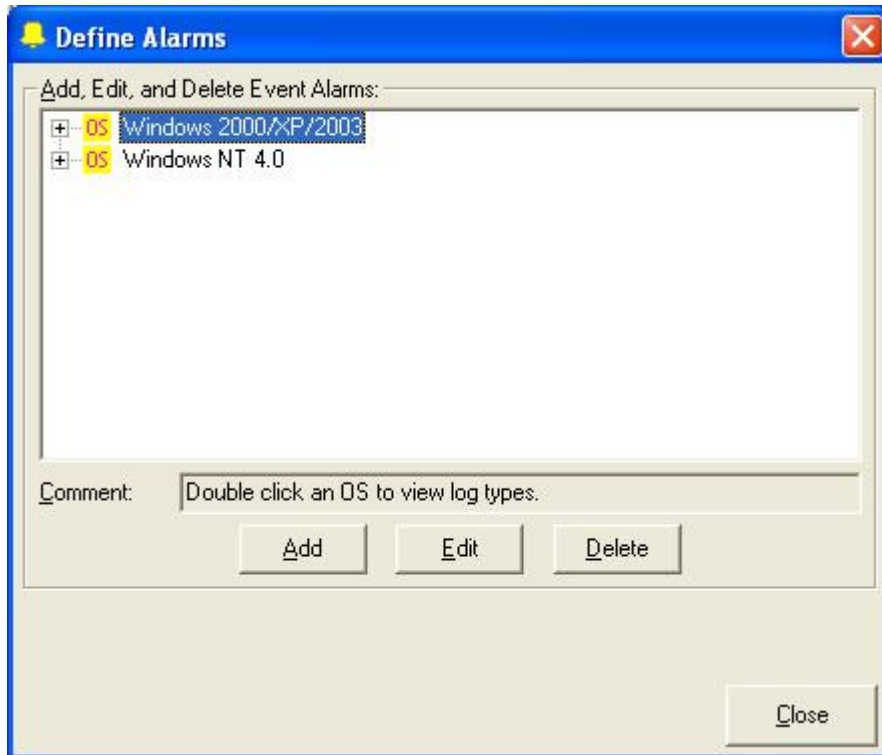 Define Alarms
Add, Edit, and Delete Event Alarms:
OS Windows 2000/XP/2003
OS Windows NT 4.0
Comment: Double click an OS to view log types.
Add Edit Delete
Close